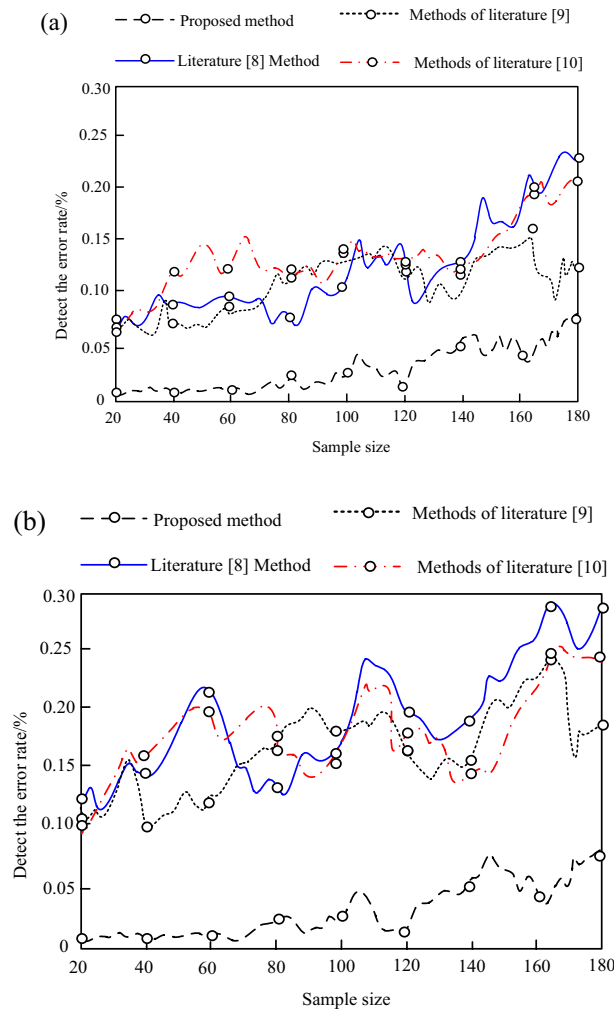 (a)
Proposed method
Methods of literature [9]
Literature [8] Method
Methods of literature [10]
0.30
0.25
0.20
0.15
0.10
0.05
0
Detect the error rate/%
20 40 60 80 100 120 140 160 180
Sample size
(b)
Proposed method
Methods of literature [9]
Literature [8] Method
Methods of literature [10]
0.30
0.25
0.20
0.15
0.10
0.05
0
Detect the error rate/%
20 40 60 80 100 120 140 160 180
Sample size